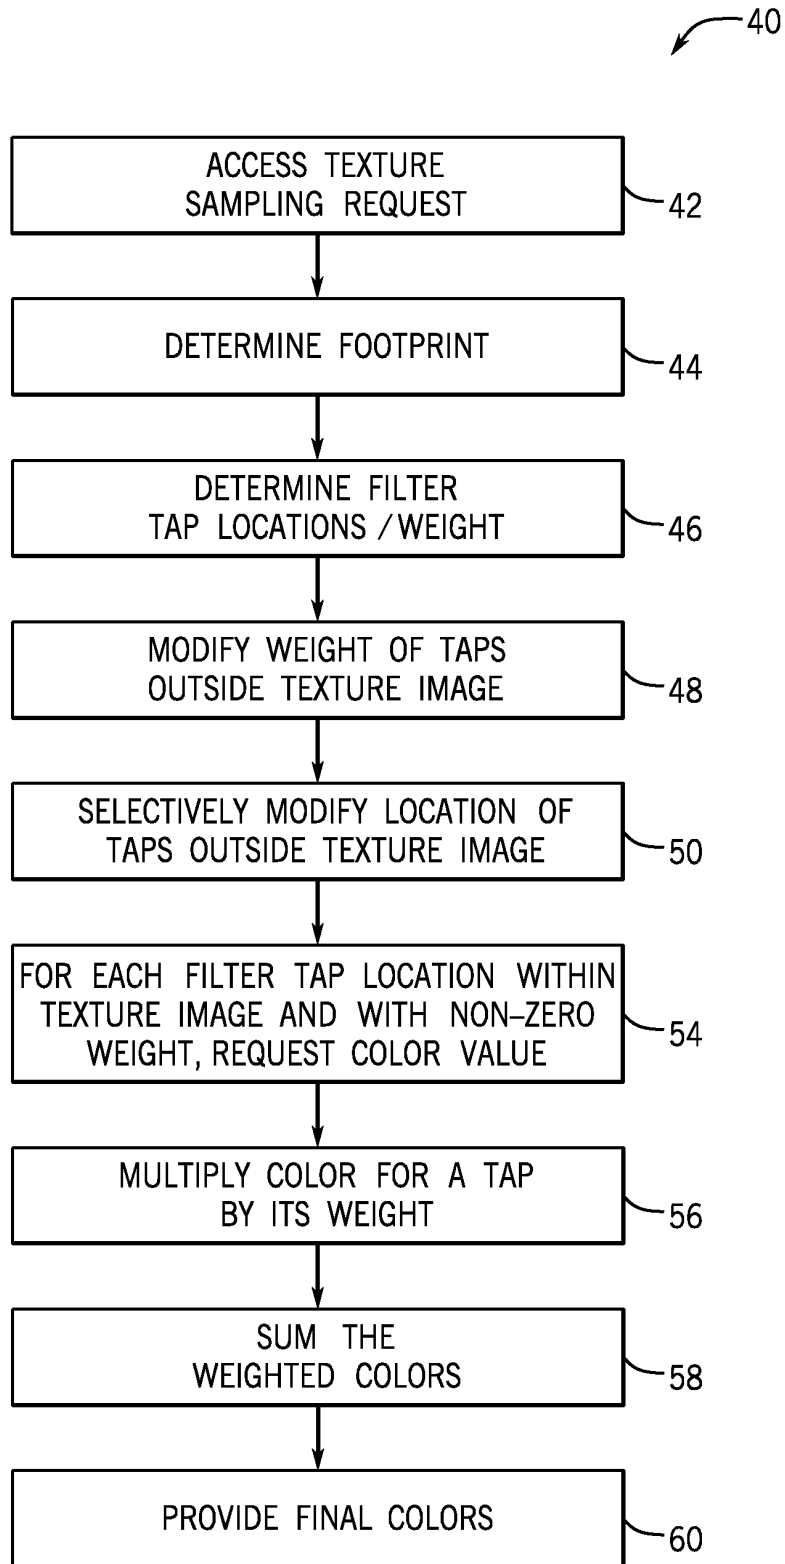 40
ACCESS TEXTURE
SAMPLING REQUEST
42
DETERMINE FOOTPRINT
44
DETERMINE FILTER
TAP LOCATIONS / WEIGHT
46
MODIFY WEIGHT OF TAPS
OUTSIDE TEXTURE IMAGE
48
SELECTIVELY MODIFY LOCATION OF
TAPS OUTSIDE TEXTURE IMAGE
50
FOR EACH FILTER TAP LOCATION WITHIN
TEXTURE IMAGE AND WITH NON–ZERO
WEIGHT, REQUEST COLOR VALUE
54
MULTIPLY COLOR FOR A TAP
BY ITS WEIGHT
56
SUM THE
WEIGHTED COLORS
58
PROVIDE FINAL COLORS
60